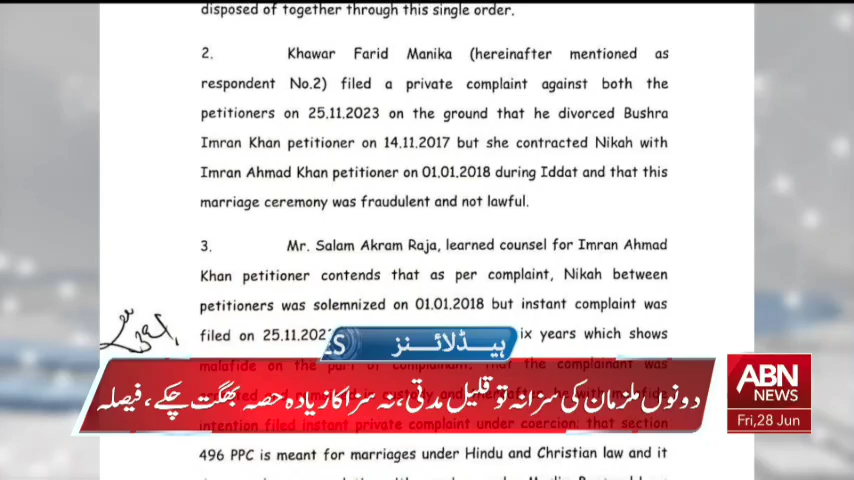 disposed of together through this single order.
2. Khawar Farid Manika (hereinafter mentioned as
respondent No.2) filed a private complaint against both the
petitioners on 25.11.2023 on the ground that he divorced Bushra
Imran Khan petitioner on 14.11.2017 but she contracted Nikah with
Imran Ahmad Khan petitioner on 01.01.2018 during Iddat and that this
marriage ceremony was fraudulent and not lawful.
3. Mr. Salam Akram Raja, learned counsel for Imran Ahmad
Khan petitioner contends that as per complaint, Nikah between
petitioners was solemnized on 01.01.2018 but instant complaint was
filed on 25.11.202 ix years which shows
malafide on the part of complainant. That the complainant was
intention filed instant private complaint under coercion; that section
496 PPC is meant for marriages under Hindu and Christian law and it
ES ہیڈلائنز
دونوں ملزمان کی سزا نہ تو قلیل مدتی، نہ سزا کا زیادہ حصہ بھگت چکے، فیصلہ
ABN
NEWS
Fri,28 Jun